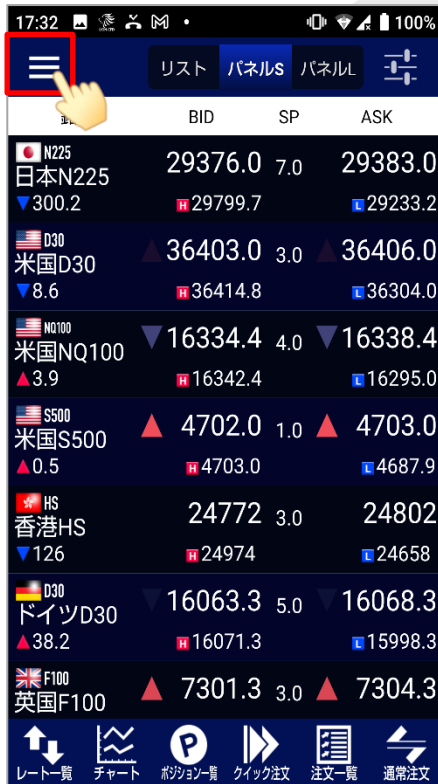 17:32 100%
リスト パネルS パネルL
BID SP ASK
N225
日本N225 29376.0 7.0 29383.0
▼300.2 H29799.7 L29233.2
D30
米国D30 ▲36403.0 3.0 ▲36406.0
▼8.6 H36414.8 L36304.0
NQ100
米国NQ100 ▼16334.4 4.0 ▼16338.4
▲3.9 H16342.4 L16295.0
S500
米国S500 ▲4702.0 1.0 ▲4703.0
▲0.5 H4703.0 L4687.9
HS
香港HS 24772 3.0 24802
▼126 H24974 L24658
D30
ドイツD30 ▼16063.3 5.0 ▼16068.3
▲38.2 H16071.3 L15998.3
F100
英国F100 ▲7301.3 3.0 ▲7304.3
P
レート一覧 チャート ポジション一覧 クイック注文 注文一覧 通常注文